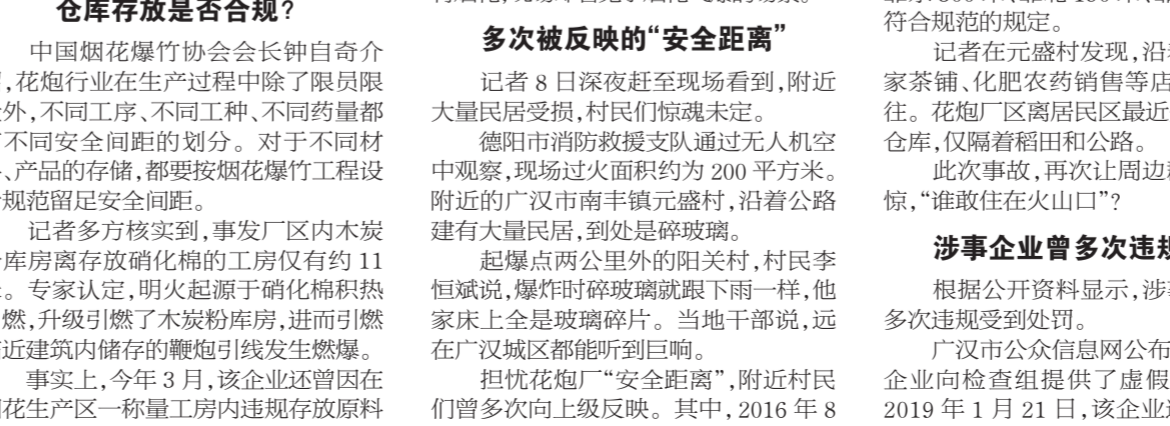 仓库存放是否合规？
中国烟花爆竹协会会长钟自奇介
，花炮行业在生产过程中除了限员限
外，不同工序、不同工种、不同药量都
不同安全间距的划分。对于不同材
、产品的存储，都要按烟花爆竹工程设
规范留足安全间距。
记者多方核实到，事发厂区内木炭
库房离存放硝化棉的工房仅有约 11
。专家认定，明火起源于硝化棉积热
燃，升级引燃了木炭粉库房，进而引燃
近建筑内储存的鞭炮引线发生燃爆。
事实上，今年 3 月，该企业还曾因在
花生产区一称量工房内违规存放原料
多次被反映的“安全距离”
记者 8 日深夜赶至现场看到，附近
大量民居受损，村民们惊魂未定。
德阳市消防救援支队通过无人机空
中观察，现场过火面积约为 200 平方米。
附近的广汉市南丰镇元盛村，沿着公路
建有大量民居，到处是碎玻璃。
起爆点两公里外的阳关村，村民李
恒斌说，爆炸时碎玻璃就跟下雨一样，他
家床上全是玻璃碎片。当地干部说，远
在广汉城区都能听到巨响。
担忧花炮厂“安全距离”，附近村民
们曾多次向上级反映。其中，2016 年 8
符合规范的规定。
记者在元盛村发现，沿
家茶铺、化肥农药销售等店
往。花炮厂区离居民区最近
仓库，仅隔着稻田和公路。
此次事故，再次让周边
惊，“谁敢住在火山口”？
涉事企业曾多次违规
根据公开资料显示，涉
多次违规受到处罚。
广汉市公众信息网公布
企业向检查组提供了虚假
2019 年 1 月 21 日，该企业